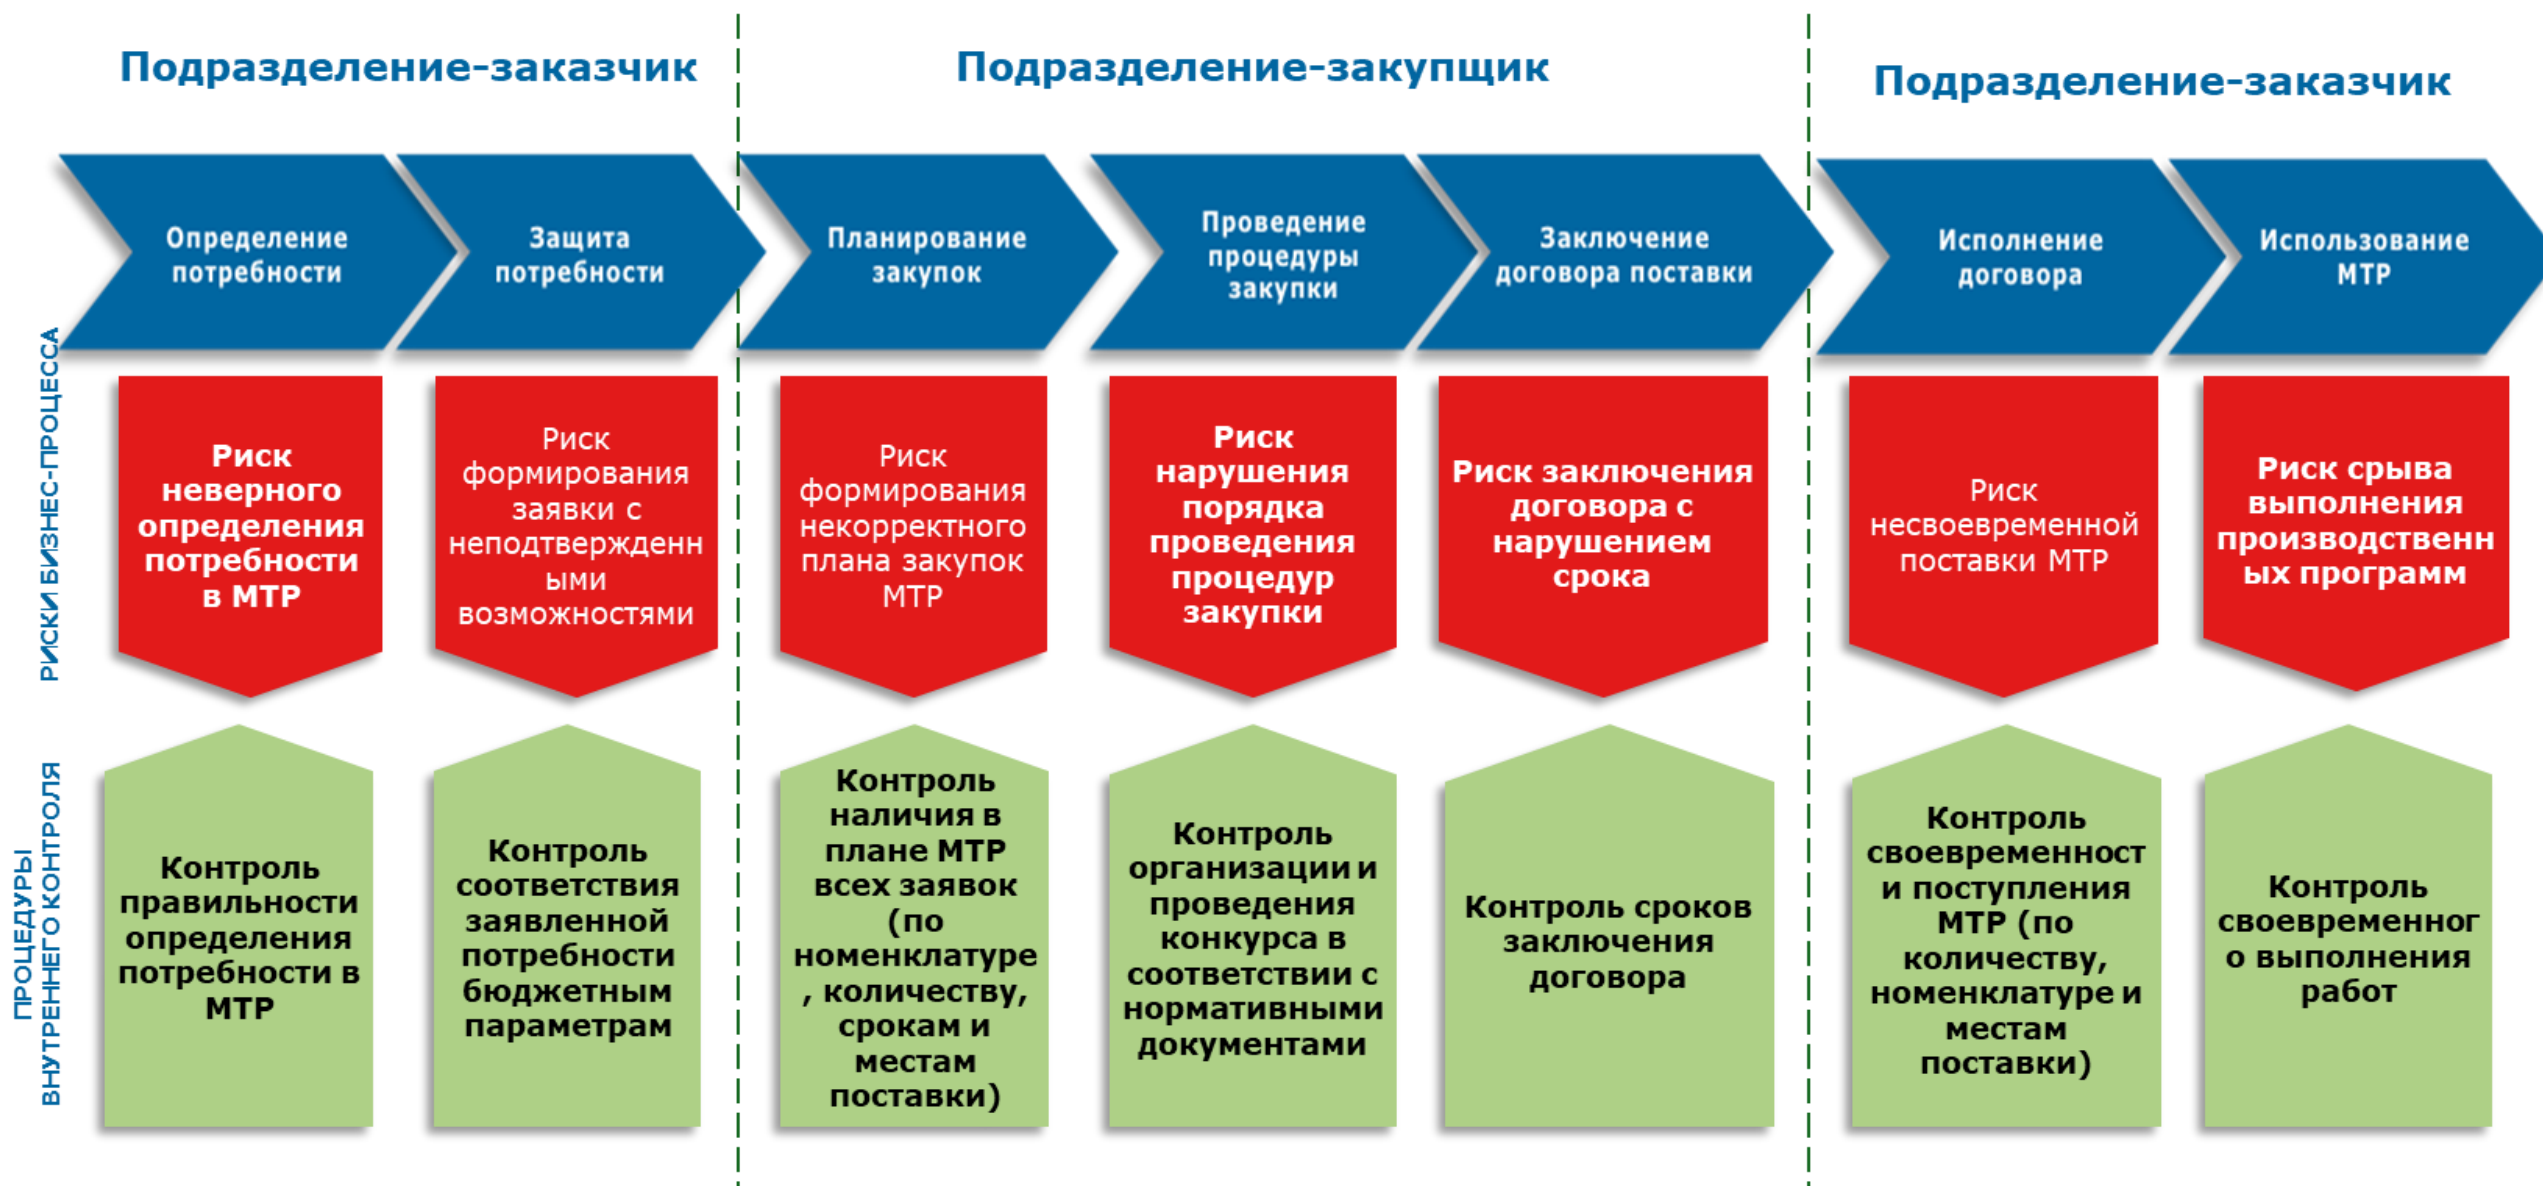 Подразделение-заказчик
Подразделение-закупщик
Подразделение-заказчик
Определение
потребности
Защита
потребности
Планирование
закупок
Проведение
процедуры
закупки
Заключение
договора поставки
Исполнение
договора
Использование
МТР
РИСКИ БИЗНЕС-ПРОЦЕССА
Риск
неверного
определения
потребности
в МТР
Риск
формирования
заявки с
неподтвержденн
ыми
возможностями
Риск
формирования
некорректного
плана закупок
МТР
Риск
нарушения
порядка
проведения
процедур
закупки
Риск заключения
договора с
нарушением
срока
Риск
несвоевременной
поставки МТР
Риск срыва
выполнения
производственн
ых программ
ПРОЦЕДУРЫ
ВНУТРЕННЕГО КОНТРОЛЯ
Контроль
правильности
определения
потребности в
МТР
Контроль
соответствия
заявленной
потребности
бюджетным
параметрам
Контроль
наличия в
плане МТР
всех заявок
(по
номенклатуре
, количеству,
срокам и
местам
поставки)
Контроль
организации и
проведения
конкурса в
соответствии с
нормативными
документами
Контроль сроков
заключения
договора
Контроль
своевременност
и поступления
МТР (по
количеству,
номенклатуре и
местам
поставки)
Контроль
своевременног
о выполнения
работ